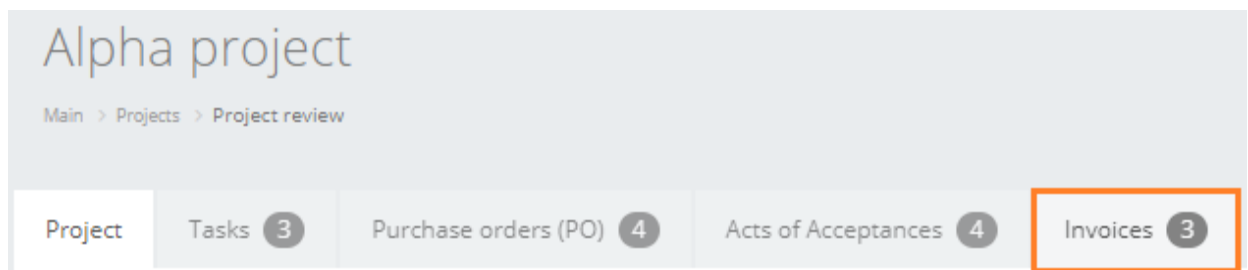 Alpha project
Main > Projects > Project review
Project Tasks 3 Purchase orders (PO) 4 Acts of Acceptances 4 Invoices 3